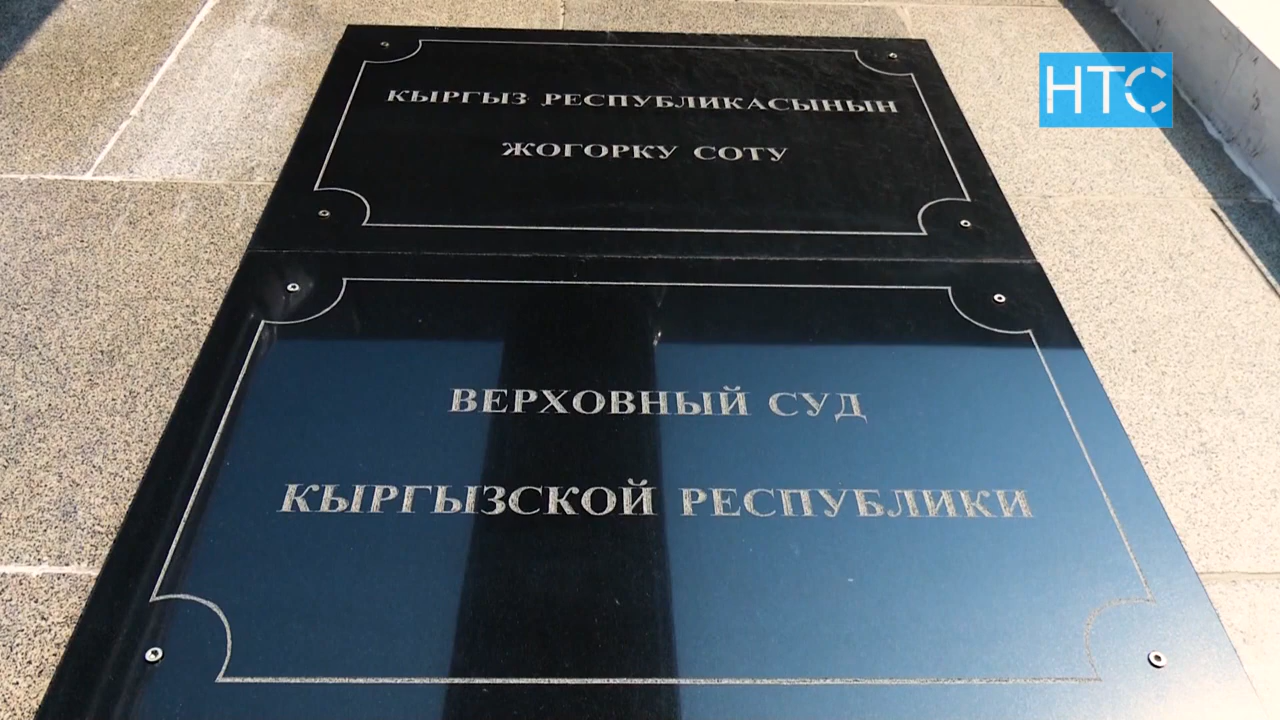 КЫРГЫЗ РЕСПУБЛИКАСЫНЫН
ЖОГОРКУ СОТУ
ВЕРХОВНЫЙ СУД
КЫРГЫЗСКОЙ РЕСПУБЛИКИ
НТС